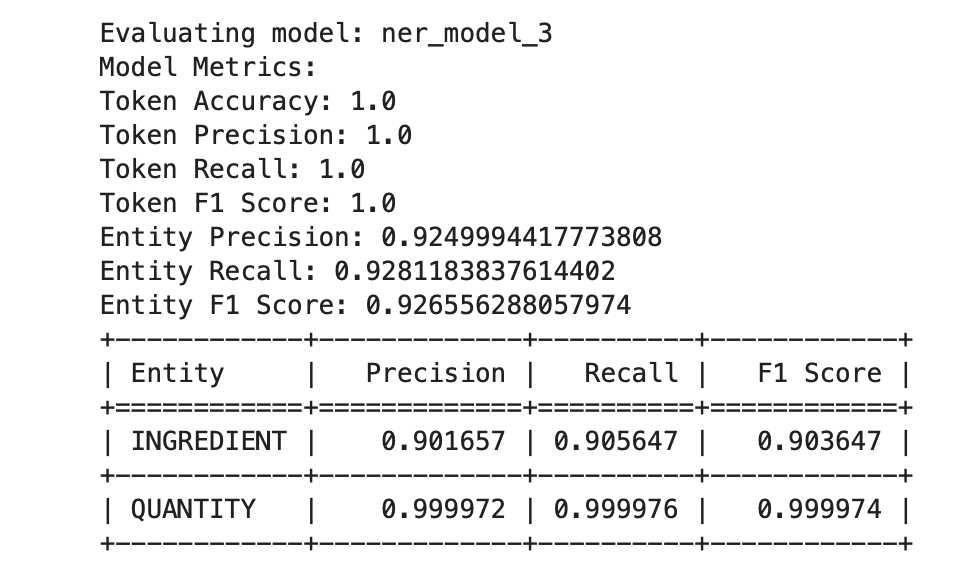 Evaluating model: ner_model_3
Model Metrics:
Token Accuracy: 1.0
Token Precision: 1.0
Token Recall: 1.0
Token F1 Score: 1.0
Entity Precision: 0.9249994417773808
Entity Recall: 0.9281183837614402
Entity F1 Score: 0.926556288057974
+------------+-------------+----------+------------+
| Entity     |   Precision |   Recall |   F1 Score |
+============+=============+==========+============+
| INGREDIENT |    0.901657 | 0.905647 |   0.903647 |
+------------+-------------+----------+------------+
| QUANTITY   |    0.999972 | 0.999976 |   0.999974 |
+------------+-------------+----------+------------+